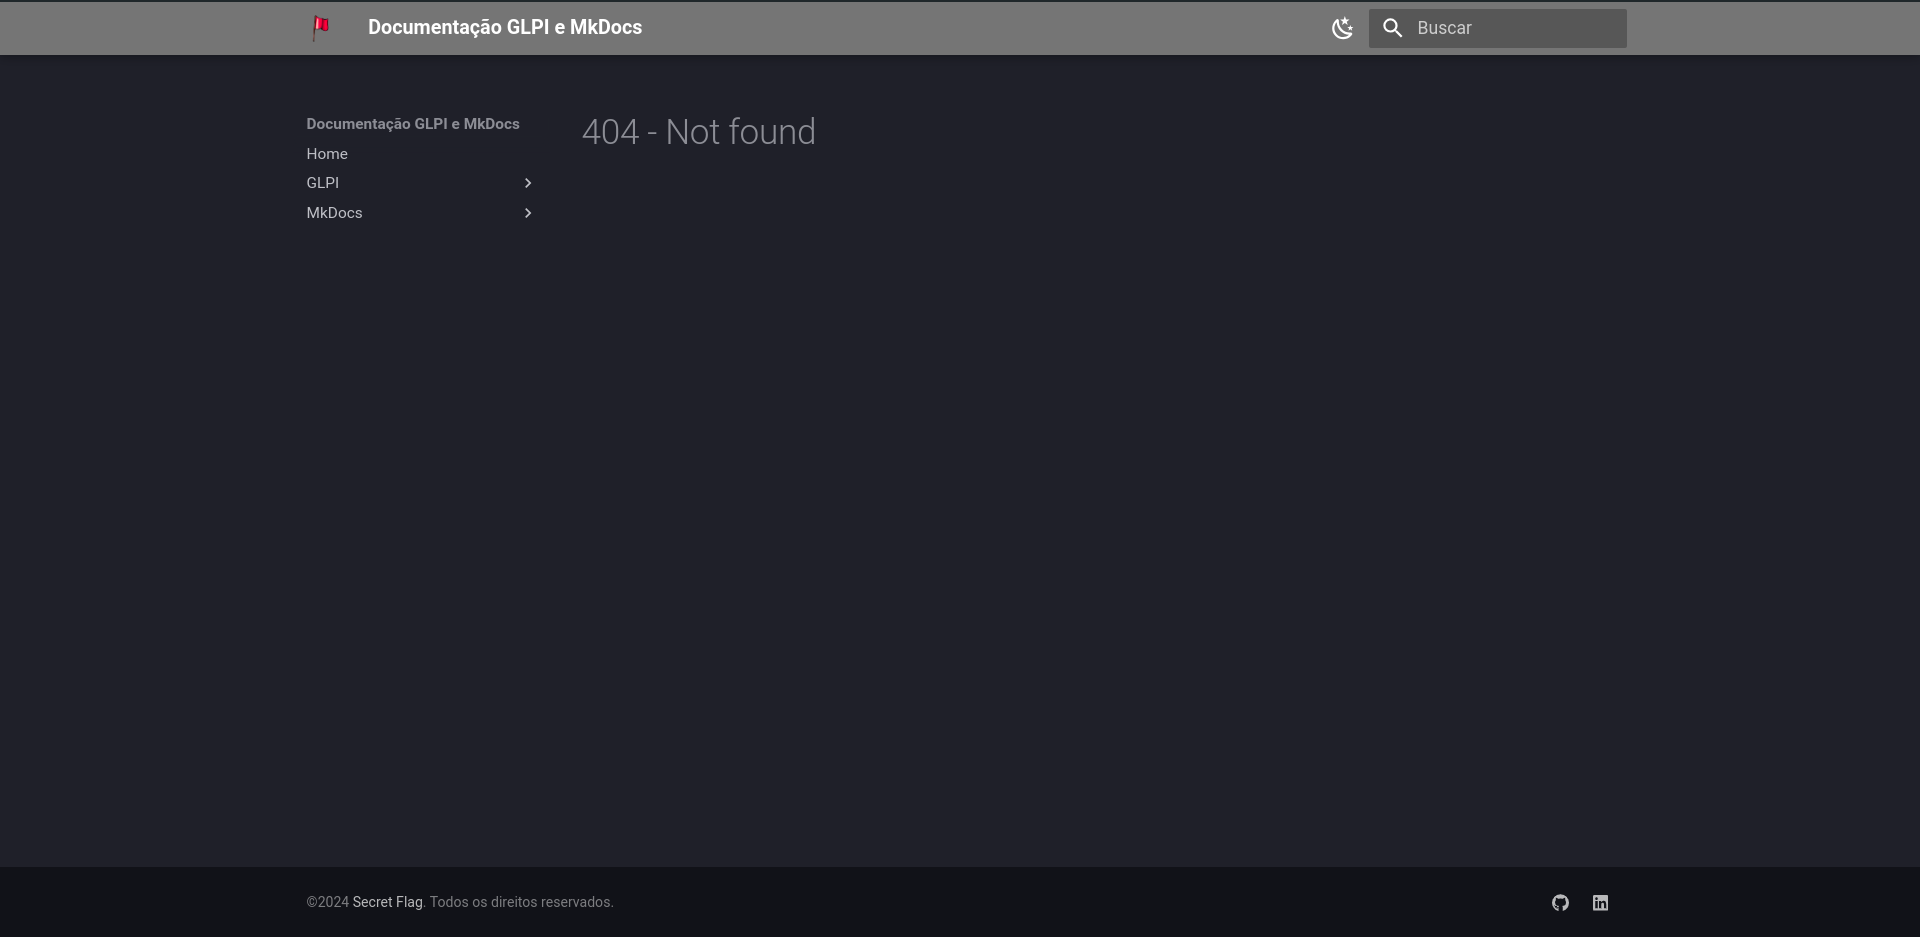 Documentação GLPI e MkDocs
Buscar
Documentação GLPI e MkDocs
Home
GLPI
MkDocs
404 - Not found
©2024 Secret Flag. Todos os direitos reservados.